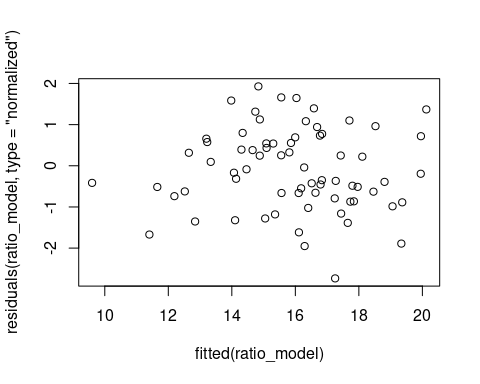 residuals(ratio_model, type = "normalized")
2
1
0
-1
-2
10 12 14 16 18 20
fitted(ratio_model)